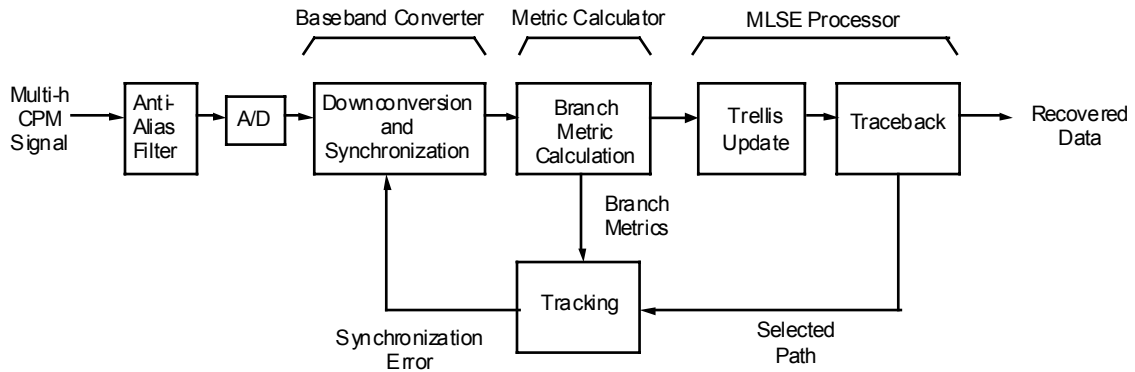 Baseband Converter
Metric Calculator
MLSE Processor
Multi-h
CPM
Signal
Anti-
Alias
Filter
A/D
Downconversion
and
Synchronization
Branch
Metric
Calculation
Trellis
Update
Traceback
Recovered
Data
Branch
Metrics
Tracking
Synchronization
Error
Selected
Path